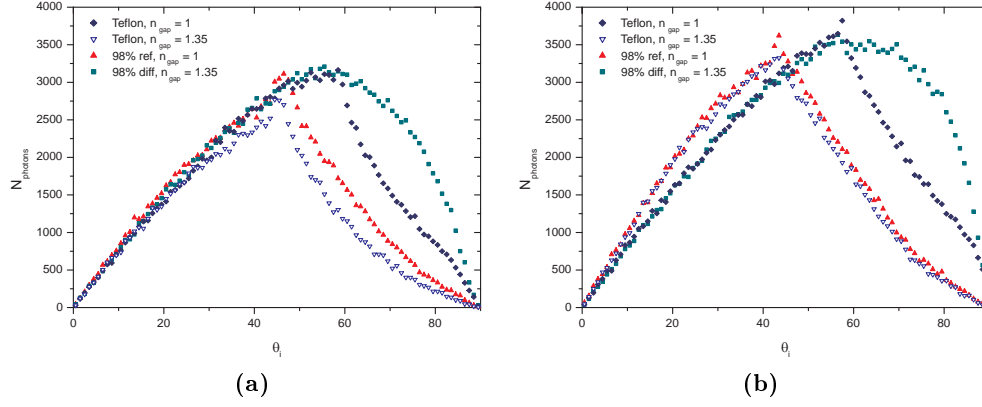 Teflon, n_gap = 1
Teflon, n_gap = 1.35
98% ref, n_gap = 1
98% diff, n_gap = 1.35
4000
3500
3000
2500
2000
1500
1000
500
0
N_photons
0 20 40 60 80
θ_i
(a)
Teflon, n_gap = 1
Teflon, n_gap = 1.35
98% ref, n_gap = 1
98% diff, n_gap = 1.35
4000
3500
3000
2500
2000
1500
1000
500
0
N_photons
0 20 40 60 80
θ_i
(b)